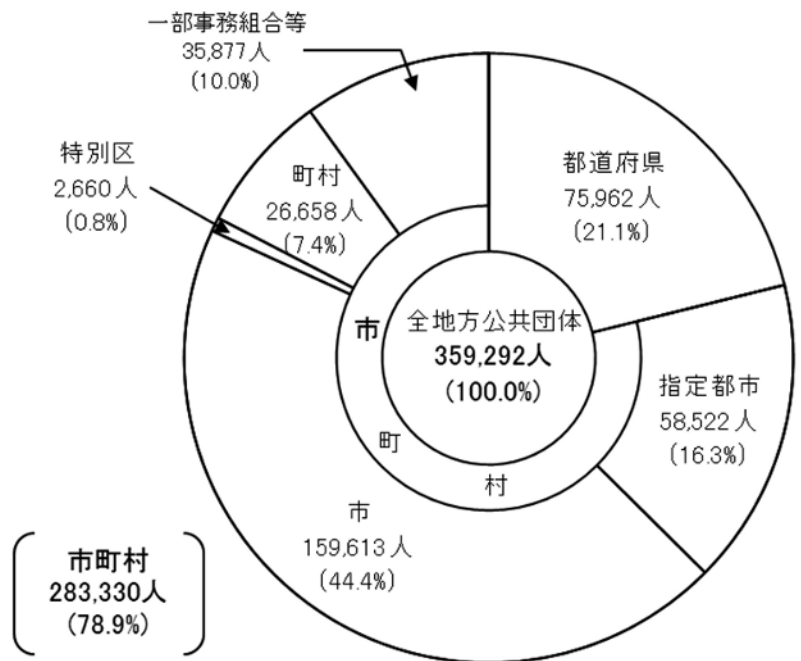 一部事務組合等
35,877人
(10.0%)
特別区
2,660人
(0.8%)
町村
26,658人
(7.4%)
都道府県
75,962人
(21.1%)
市
町
村
全地方公共団体
359,292人
(100.0%)
指定都市
58,522人
(16.3%)
市
159,613人
(44.4%)
市町村
283,330人
(78.9%)